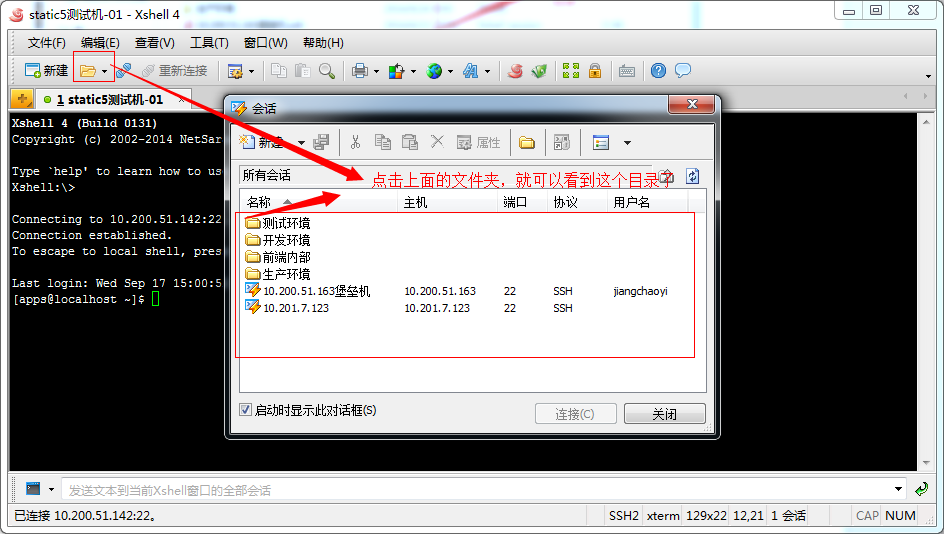 static5测试机-01 - Xshell 4
文件(F) 编辑(E) 查看(V) 工具(T) 窗口(W) 帮助(H)
新建 重新连接
1 static5测试机-01
Xshell 4 (Build 0131)
Copyright (c) 2002-2014 NetSar
Type `help' to learn how to us
Xshell:\>
Connecting to 10.200.51.142:22
Connection established.
To escape to local shell, pres
Last login: Wed Sep 17 15:00:5
[apps@localhost ~]$
会话
新建 属性
所有会话
点击上面的文件夹，就可以看到这个目录了
名称 主机 端口 协议 用户名
测试环境
开发环境
前端内部
生产环境
10.200.51.163堡垒机 10.200.51.163 22 SSH jiangchaoyi
10.201.7.123 10.201.7.123 22 SSH
启动时显示此对话框(S)
连接(C) 关闭
发送文本到当前Xshell窗口的全部会话
已连接 10.200.51.142:22。 SSH2 xterm 129x22 12,21 1 会话 CAP NUM